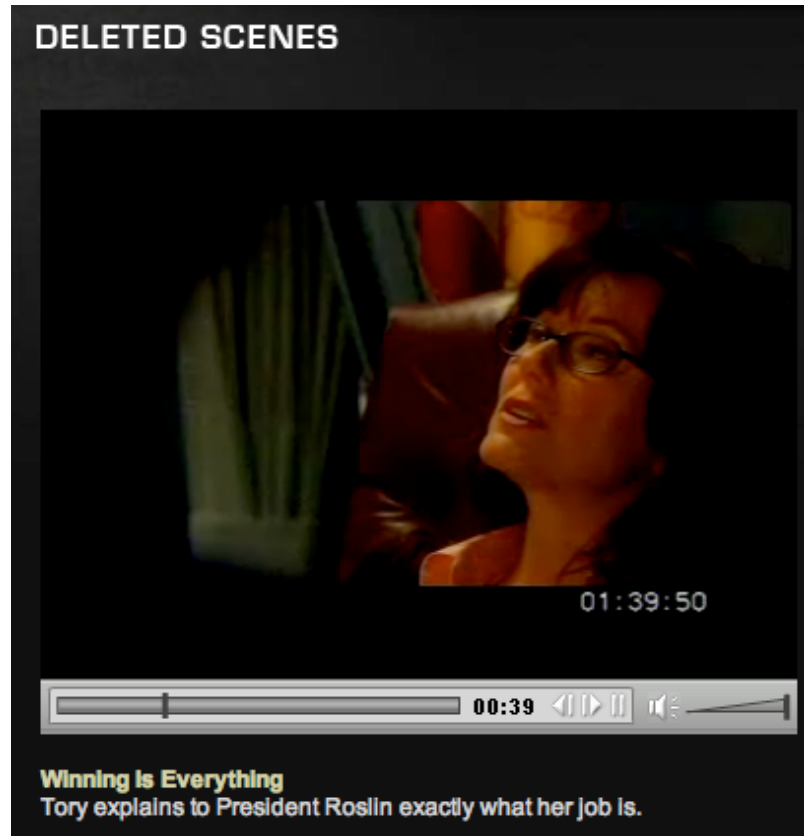 DELETED SCENES
01:39:50
00:39
Winning Is Everything
Tory explains to President Roslin exactly what her job is.